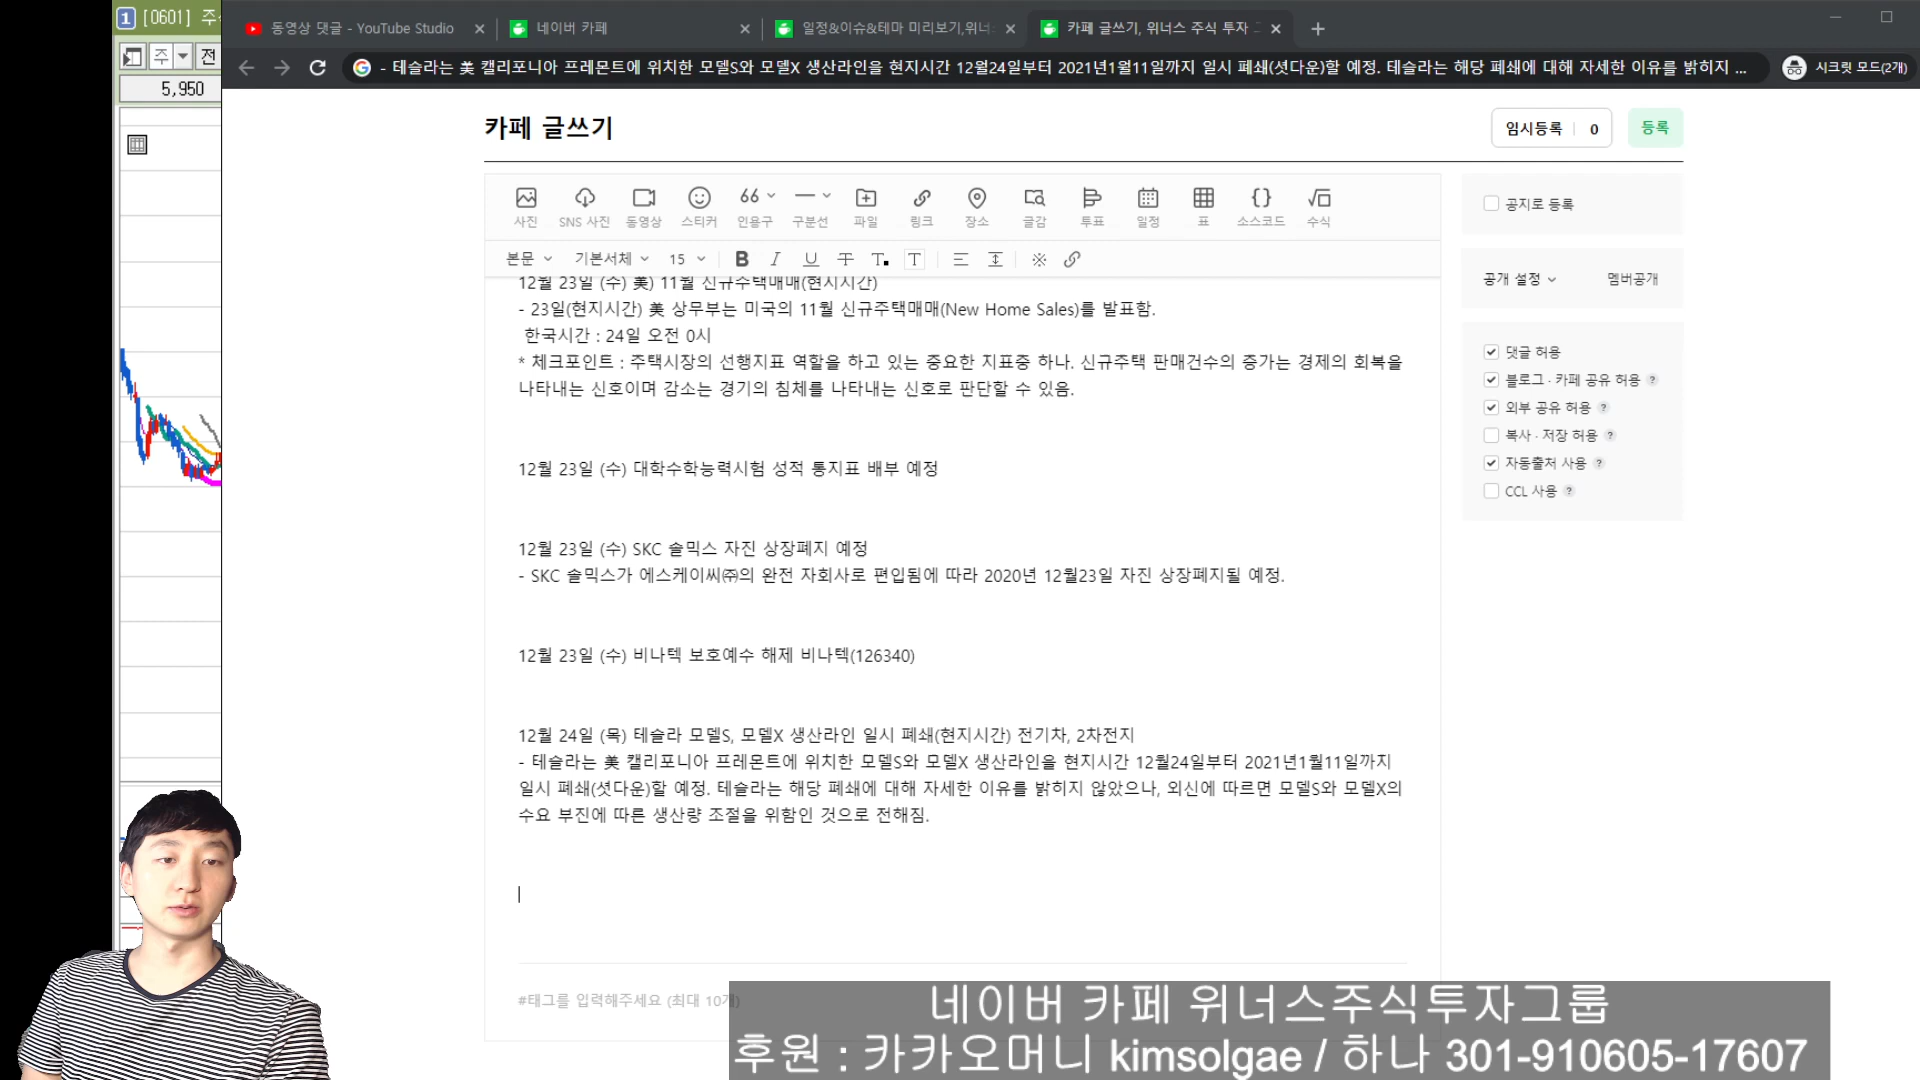 1 [0601] 주
동영상 댓글 - YouTube Studio
네이버 카페
일정&이슈&테마 미리보기,위너
카페 글쓰기, 위너스 주식 투자
주 전
- 테슬라는 美 캘리포니아 프레몬트에 위치한 모델S와 모델X 생산라인을 현지시간 12월24일부터 2021년1월11일까지 일시 폐쇄(셧다운)할 예정. 테슬라는 해당 폐쇄에 대해 자세한 이유를 밝히지 ...
시크릿 모드(2개)
5,950
카페 글쓰기
임시등록 0
등록
사진 SNS 사진 동영상 스티커 인용구 구분선 파일 링크 장소 글감 투표 일정 표 소스코드 수식
본문 기본서체 15 B I U T T T
공지로 등록
공개 설정 멤버공개
댓글 허용
블로그 · 카페 공유 허용 ?
외부 공유 허용 ?
복사 · 저장 허용 ?
자동출처 사용 ?
CCL 사용 ?
12월 23일 (수) 美) 11월 신규주택매매(현지시간)
- 23일(현지시간) 美 상무부는 미국의 11월 신규주택매매(New Home Sales)를 발표함.
한국시간 : 24일 오전 0시
* 체크포인트 : 주택시장의 선행지표 역할을 하고 있는 중요한 지표중 하나. 신규주택 판매건수의 증가는 경제의 회복을
나타내는 신호이며 감소는 경기의 침체를 나타내는 신호로 판단할 수 있음.
12월 23일 (수) 대학수학능력시험 성적 통지표 배부 예정
12월 23일 (수) SKC 솔믹스 자진 상장폐지 예정
- SKC 솔믹스가 에스케이씨㈜의 완전 자회사로 편입됨에 따라 2020년 12월23일 자진 상장폐지될 예정.
12월 23일 (수) 비나텍 보호예수 해제 비나텍(126340)
12월 24일 (목) 테슬라 모델S, 모델X 생산라인 일시 폐쇄(현지시간) 전기차, 2차전지
- 테슬라는 美 캘리포니아 프레몬트에 위치한 모델S와 모델X 생산라인을 현지시간 12월24일부터 2021년1월11일까지
일시 폐쇄(셧다운)할 예정. 테슬라는 해당 폐쇄에 대해 자세한 이유를 밝히지 않았으나, 외신에 따르면 모델S와 모델X의
수요 부진에 따른 생산량 조절을 위함인 것으로 전해짐.
#태그를 입력해주세요 (최대 10개)
네이버 카페 위너스주식투자그룹
후원 : 카카오머니 kimsolgae / 하나 301-910605-17607